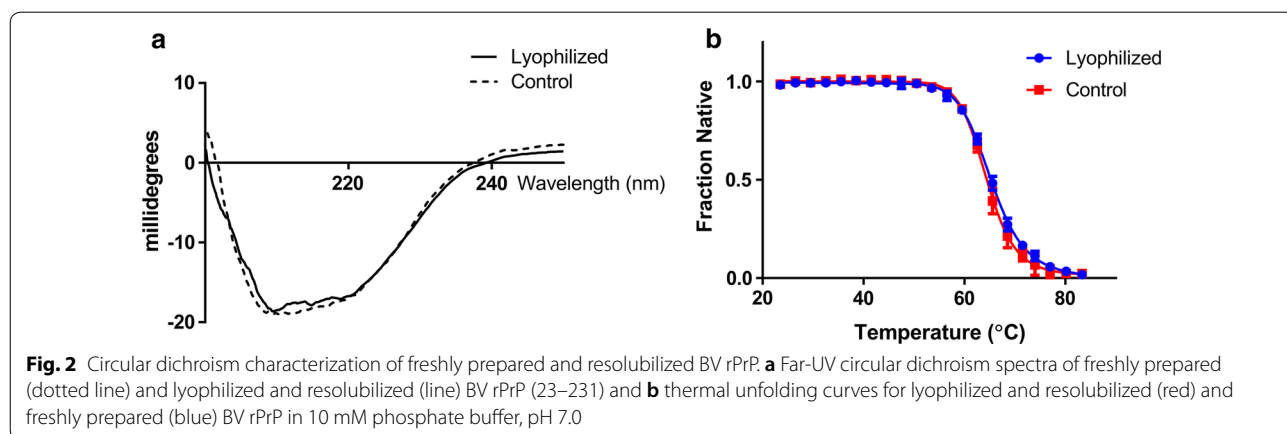 a
Lyophilized
Control
10
0
-10
-20
220
240
Wavelength (nm)
millidegrees
b
Lyophilized
Control
1.0
0.5
0.0
20
40
60
80
Fraction Native
Temperature (°C)
Fig. 2 Circular dichroism characterization of freshly prepared and resolubilized BV rPrP. a Far-UV circular dichroism spectra of freshly prepared
(dotted line) and lyophilized and resolubilized (line) BV rPrP (23–231) and b thermal unfolding curves for lyophilized and resolubilized (red) and
freshly prepared (blue) BV rPrP in 10 mM phosphate buffer, pH 7.0